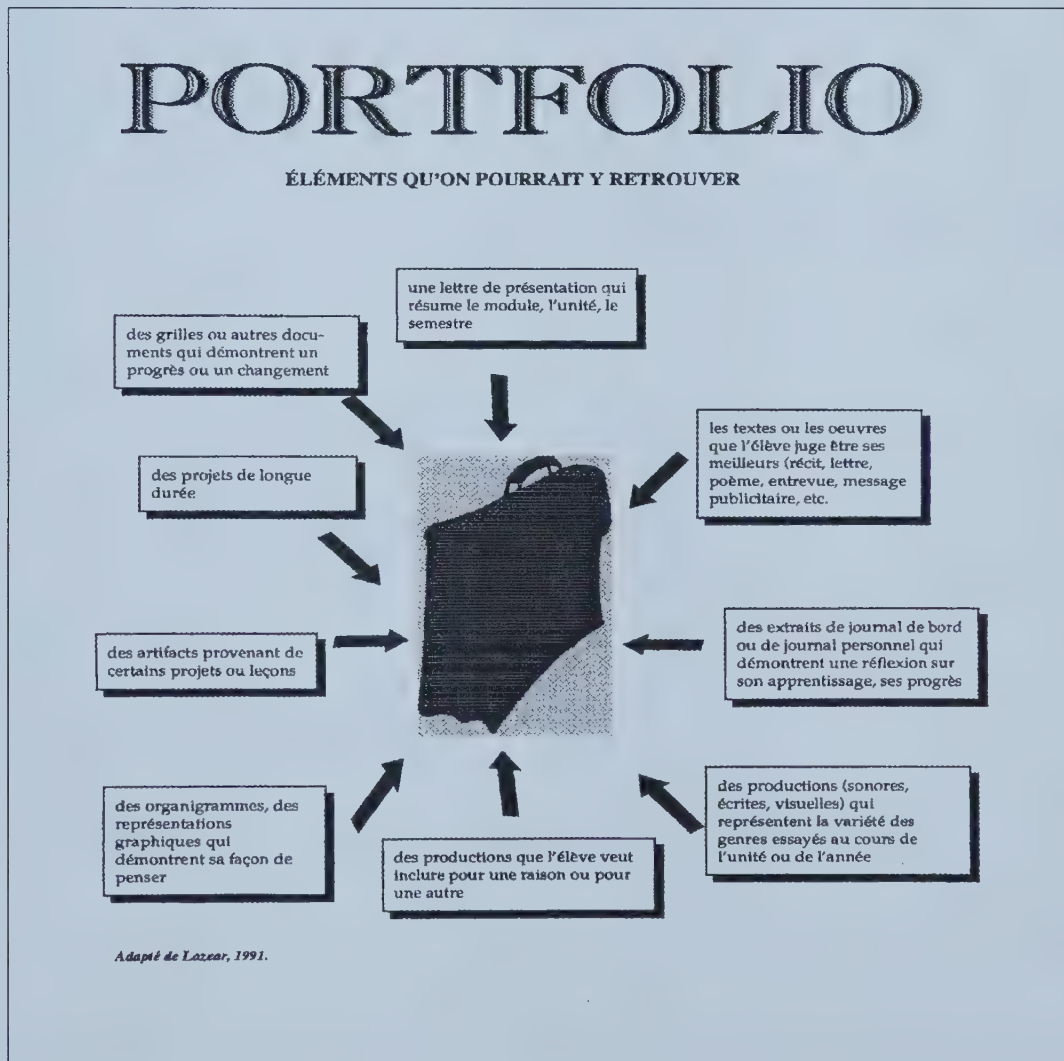 PORTFOLIO
ÉLÉMENTS QU'ON POURRAIT Y RETROUVER
une lettre de présentation qui
résume le module, l'unité, le
semestre
des grilles ou autres docu-
ments qui démontrent un
progrès ou un changement
les textes ou les oeuvres
que l'élève juge être ses
meilleurs (récit, lettre,
poème, entrevue, message
publicitaire, etc.
des projets de longue
durée
des extraits de journal de bord
ou de journal personnel qui
démontrent une réflexion sur
son apprentissage, ses progrès
des artifacts provenant de
certains projets ou leçons
des productions (sonores,
écrites, visuelles) qui
représentent la variété des
genres essayés au cours de
l'unité ou de l'année
des organigrammes, des
représentations
graphiques qui
démontrent sa façon de
penser
des productions que l'élève veut
inclure pour une raison ou pour
une autre
Adapté de Lazear, 1991.